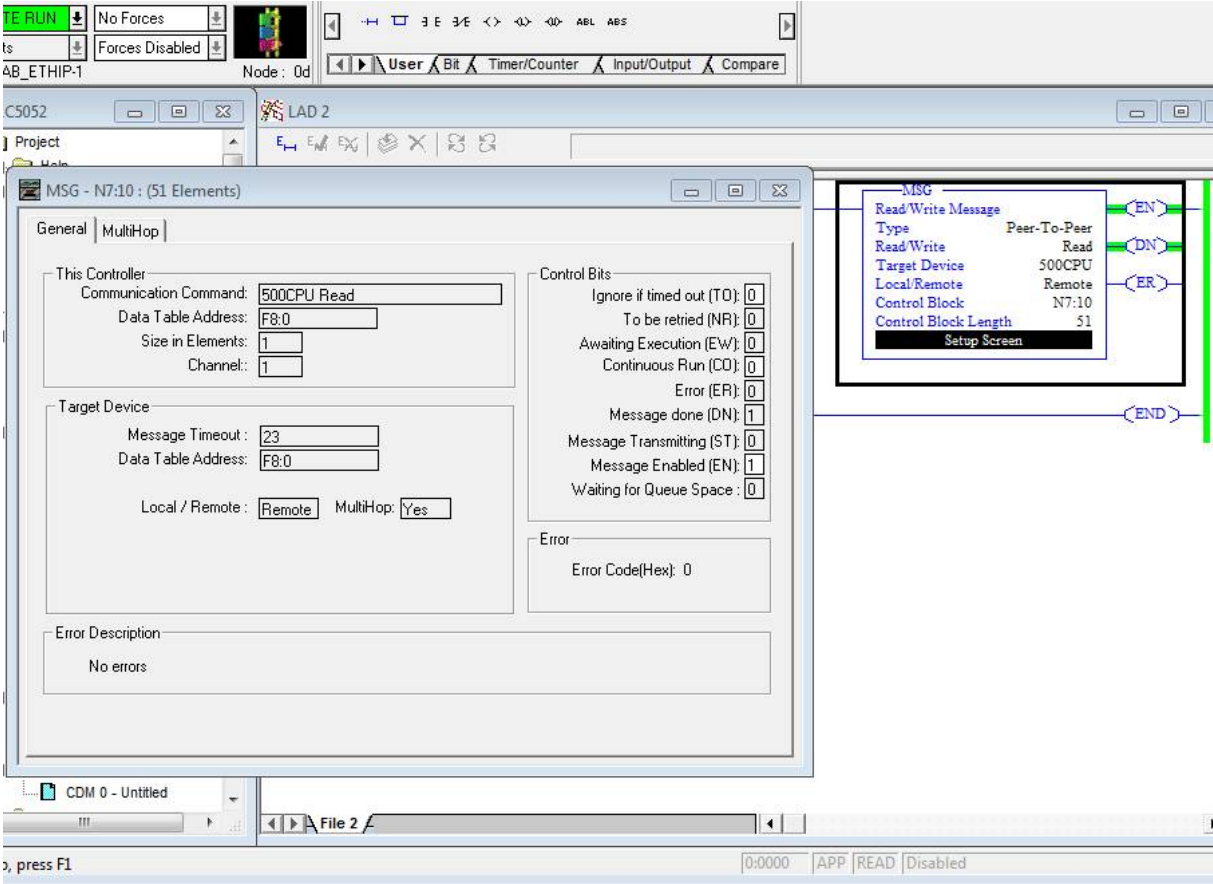 TE RUN
No Forces
ts
Forces Disabled
AB_ETHIP-1
Node : 0d
ABL ABS
User Bit Timer/Counter Input/Output Compare
C5052
LAD 2
Project
Help
MSG - N7:10 : (51 Elements)
General MultiHop
This Controller
Communication Command: 500CPU Read
Data Table Address: F8:0
Size in Elements: 1
Channel:: 1
Target Device
Message Timeout : 23
Data Table Address: F8:0
Local / Remote : Remote MultiHop: Yes
Control Bits
Ignore if timed out (TO): 0
To be retried (NR): 0
Awaiting Execution (EW): 0
Continuous Run (CO): 0
Error (ER): 0
Message done (DN): 1
Message Transmitting (ST): 0
Message Enabled (EN): 1
Waiting for Queue Space : 0
Error
Error Code(Hex): 0
Error Description
No errors
MSG
Read/Write Message
Type Peer-To-Peer
Read/Write Read
Target Device 500CPU
Local/Remote Remote
Control Block N7:10
Control Block Length 51
Setup Screen
EN
DN
ER
END
CDM 0 - Untitled
File 2
p, press F1
0:0000 APP READ Disabled